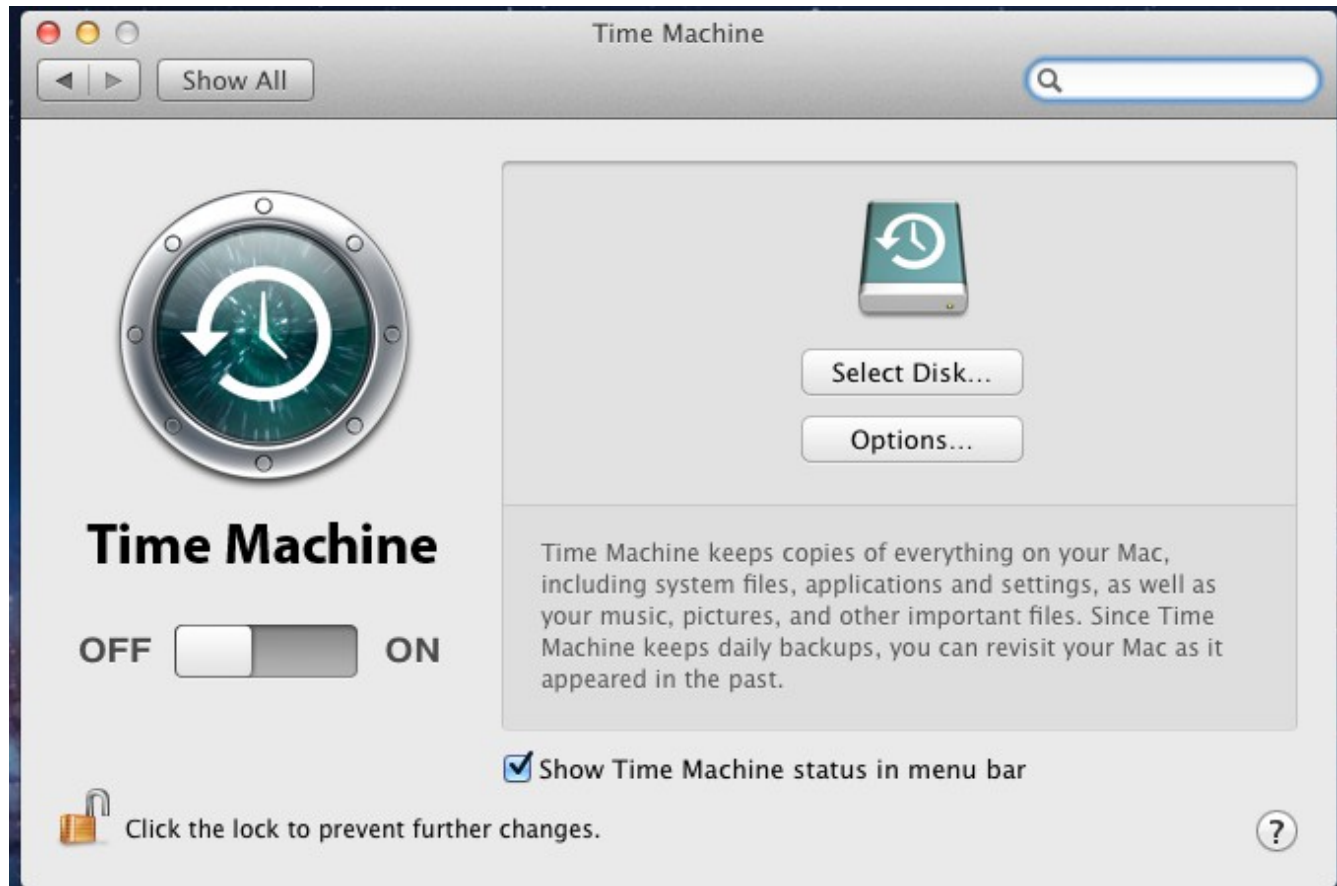 Time Machine
Show All
Select Disk...
Options...
Time Machine
Time Machine keeps copies of everything on your Mac,
including system files, applications and settings, as well as
your music, pictures, and other important files. Since Time
Machine keeps daily backups, you can revisit your Mac as it
appeared in the past.
OFF ON
Show Time Machine status in menu bar
Click the lock to prevent further changes.
?